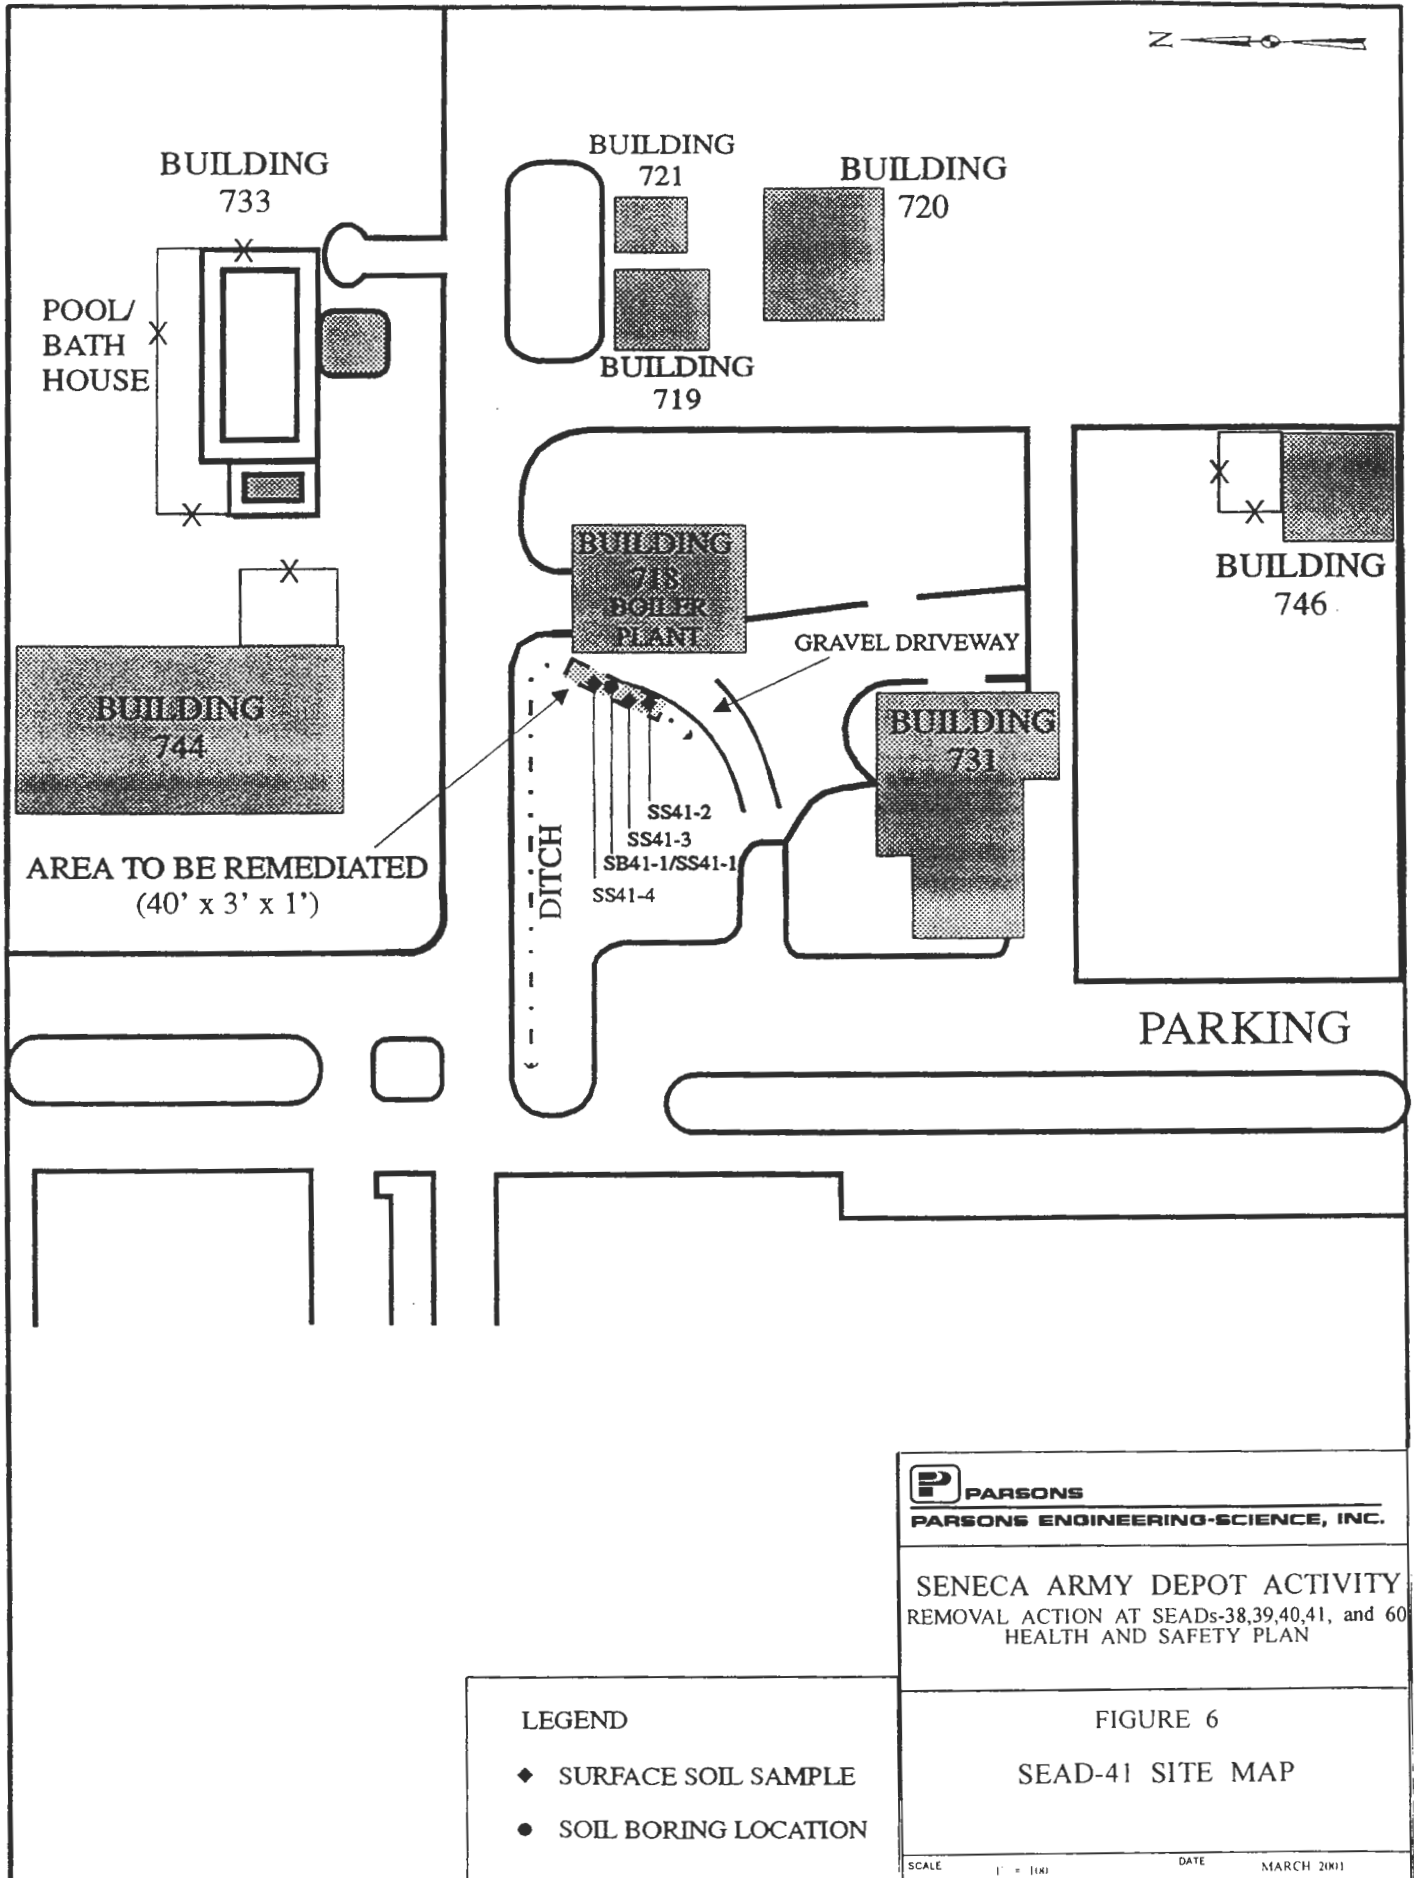 N
BUILDING
733
BUILDING
721
BUILDING
720
POOL/
BATH
HOUSE
BUILDING
719
BUILDING
718
BOILER
PLANT
BUILDING
746
GRAVEL DRIVEWAY
BUILDING
744
BUILDING
731
SS41-2
SS41-3
SB41-1/SS41-1
SS41-4
DITCH
AREA TO BE REMEDIATED
(40' x 3' x 1')
PARKING
P PARSONS
PARSONS ENGINEERING-SCIENCE, INC.
SENECA ARMY DEPOT ACTIVITY
REMOVAL ACTION AT SEADs-38,39,40,41, and 60
HEALTH AND SAFETY PLAN
LEGEND
SURFACE SOIL SAMPLE
SOIL BORING LOCATION
FIGURE 6
SEAD-41 SITE MAP
SCALE 1" = 100 DATE MARCH 2001